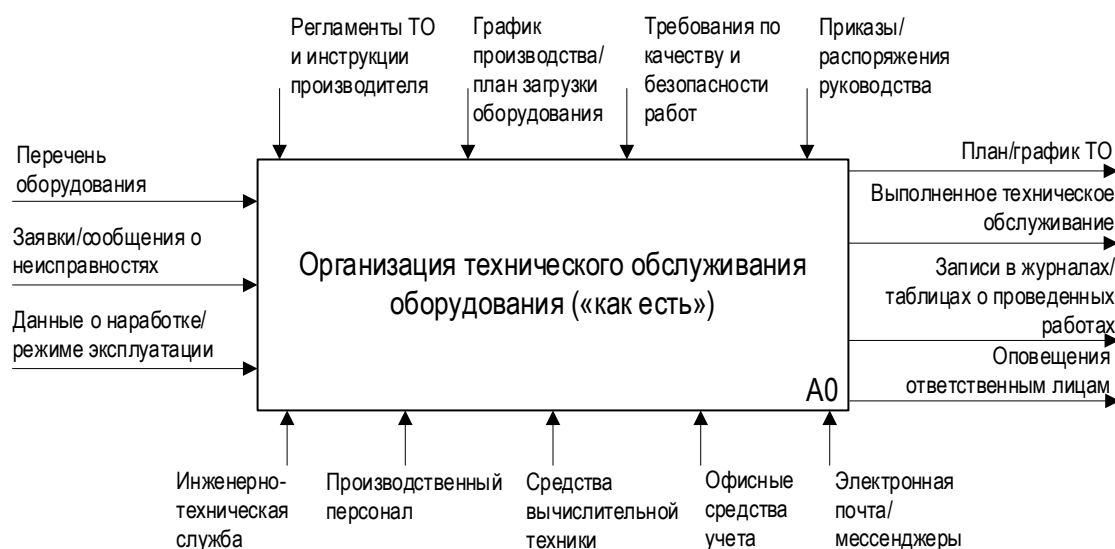 Регламенты ТО
и инструкции
производителя
График
производства/
план загрузки
оборудования
Требования по
качеству и
безопасности
работ
Приказы/
распоряжения
руководства
Перечень
оборудования
Заявки/сообщения о
неисправностях
Данные о наработке/
режиме эксплуатации
Организация технического обслуживания
оборудования («как есть»)
A0
План/график ТО
Выполненное техническое
обслуживание
Записи в журналах/
таблицах о проведенных
работах
Оповещения
ответственным лицам
Инженерно-
техническая
служба
Производственный
персонал
Средства
вычислительной
техники
Офисные
средства
учета
Электронная
почта/
мессенджеры